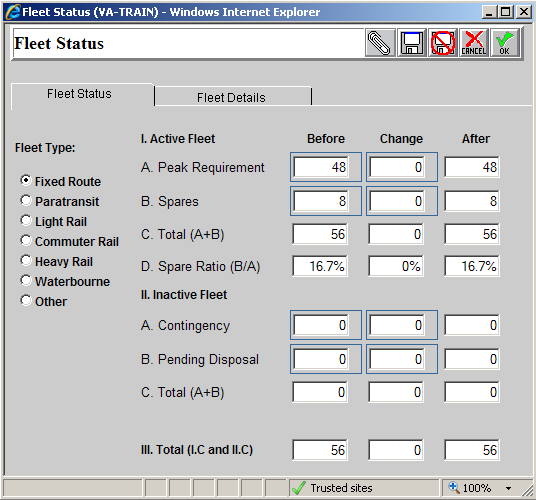 Fleet Status (VA-TRAIN) - Windows Internet Explorer
Fleet Status
CANCEL
OK
Fleet Status
Fleet Details
Fleet Type:
Fixed Route
Paratransit
Light Rail
Commuter Rail
Heavy Rail
Waterbourne
Other
I. Active Fleet Before Change After
A. Peak Requirement 48 0 48
B. Spares 8 0 8
C. Total (A+B) 56 0 56
D. Spare Ratio (B/A) 16.7% 0% 16.7%
II. Inactive Fleet
A. Contingency 0 0 0
B. Pending Disposal 0 0 0
C. Total (A+B) 0 0 0
III. Total (I.C and II.C) 56 0 56
Trusted sites 100%